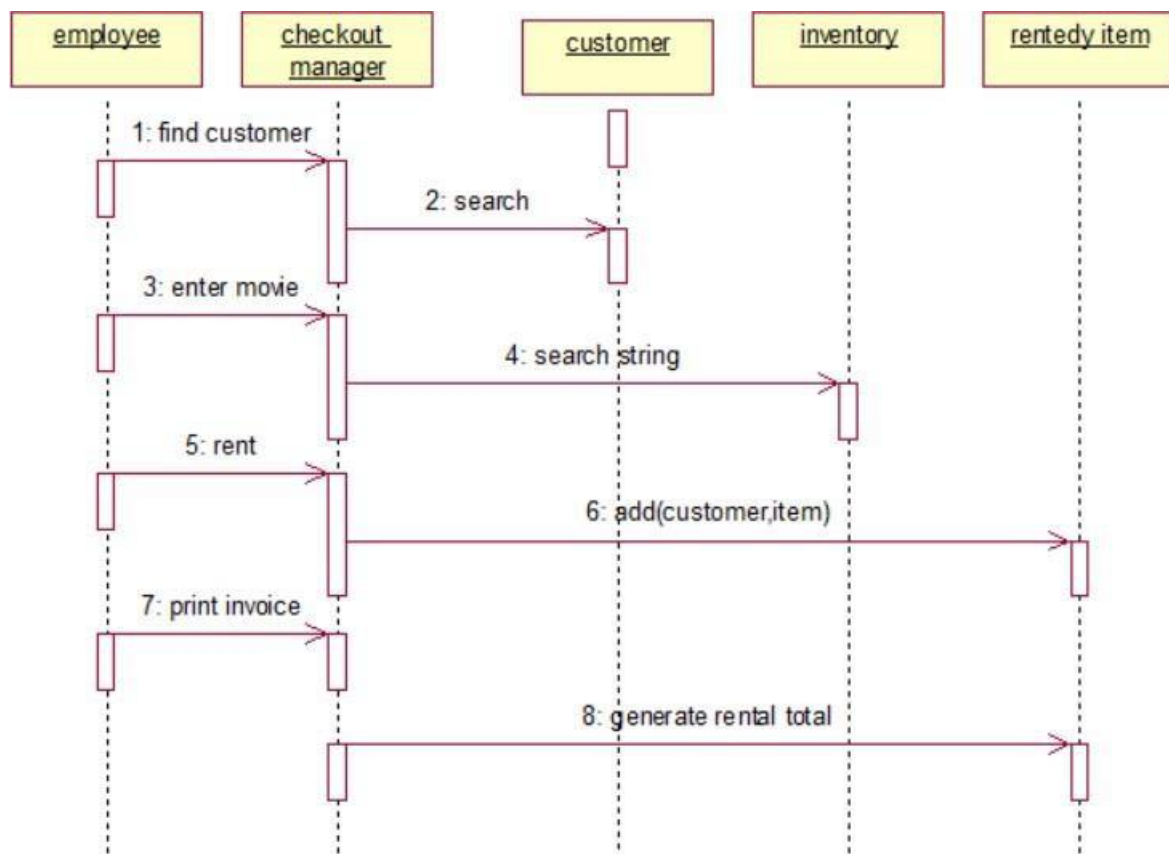 employee
checkout
manager
customer
inventory
rentedy item
1: find customer
2: search
3: enter movie
4: search string
5: rent
6: add(customer,item)
7: print invoice
8: generate rental total